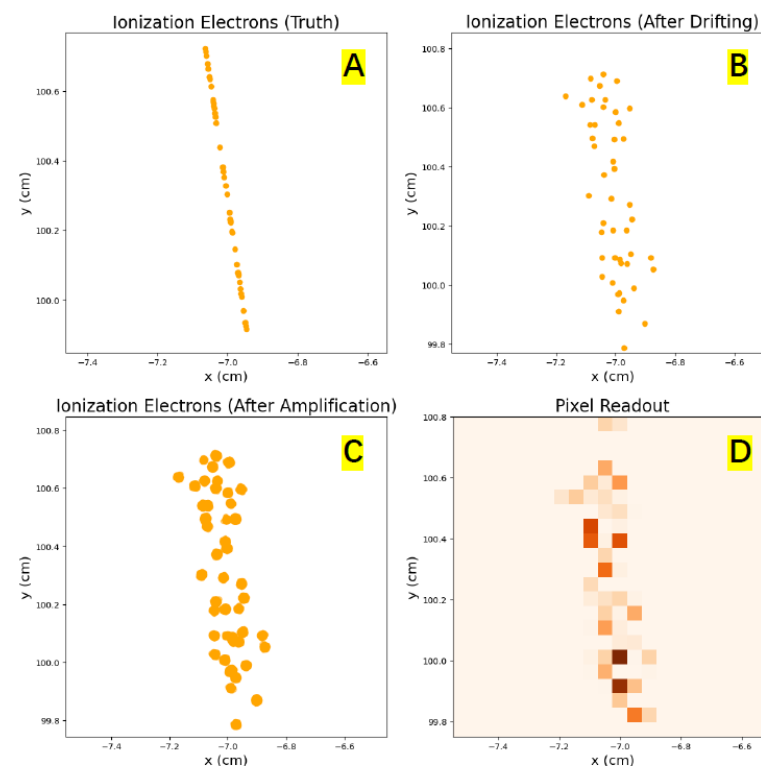 Ionization Electrons (Truth)
A
y (cm)
100.6
100.4
100.2
100.0
−7.4
−7.2
−7.0
−6.8
−6.6
x (cm)
Ionization Electrons (After Drifting)
B
y (cm)
100.8
100.6
100.4
100.2
100.0
99.8
−7.4
−7.2
−7.0
−6.8
−6.6
x (cm)
Ionization Electrons (After Amplification)
C
y (cm)
100.8
100.6
100.4
100.2
100.0
99.8
−7.4
−7.2
−7.0
−6.8
−6.6
x (cm)
Pixel Readout
D
y (cm)
100.8
100.6
100.4
100.2
100.0
99.8
−7.4
−7.2
−7.0
−6.8
−6.6
x (cm)